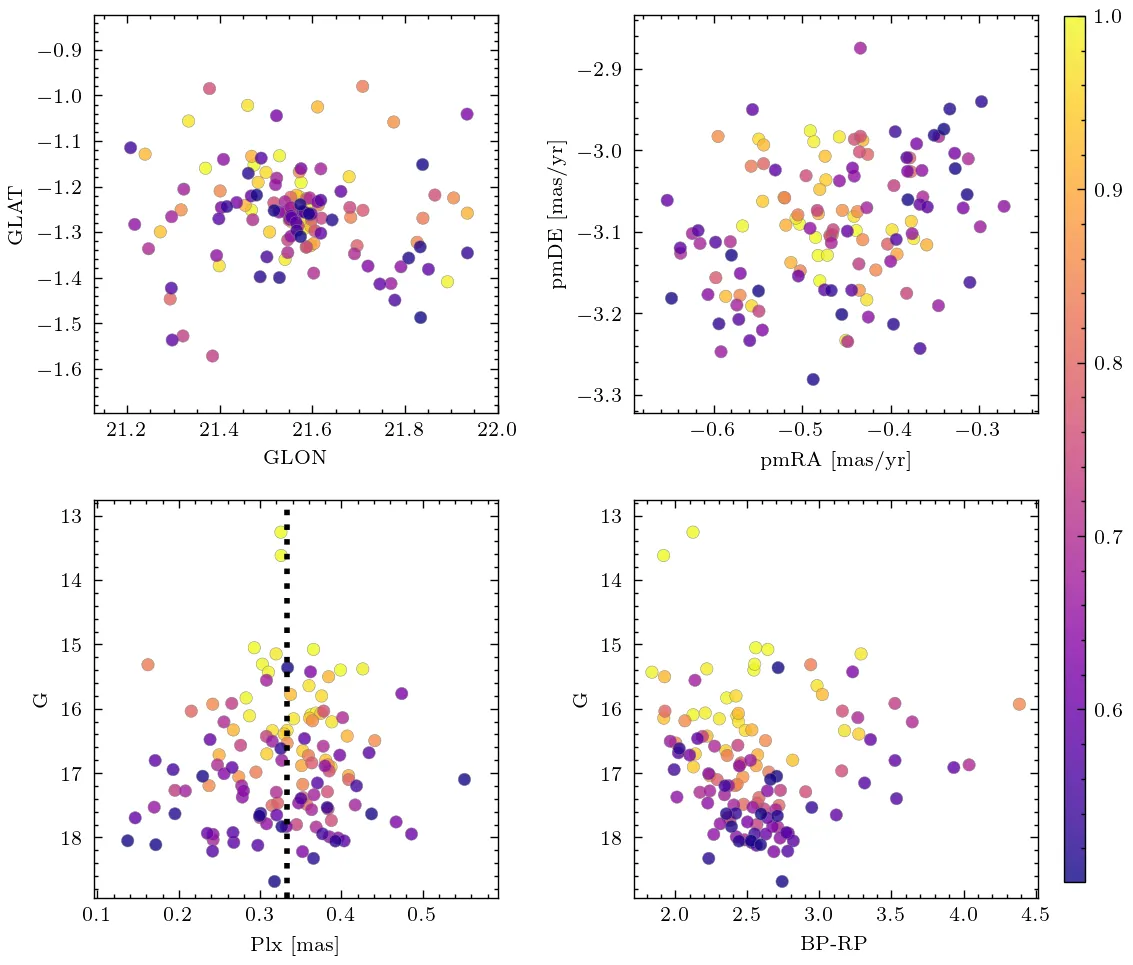 −0.9
−1.0
−1.1
−1.2
−1.3
−1.4
−1.5
−1.6
GLAT
21.2 21.4 21.6 21.8 22.0
GLON
−2.9
−3.0
−3.1
−3.2
−3.3
pmDE [mas/yr]
−0.6 −0.5 −0.4 −0.3
pmRA [mas/yr]
13
14
15
16
17
18
G
0.1 0.2 0.3 0.4 0.5
Plx [mas]
13
14
15
16
17
18
G
2.0 2.5 3.0 3.5 4.0 4.5
BP-RP
1.0
0.9
0.8
0.7
0.6